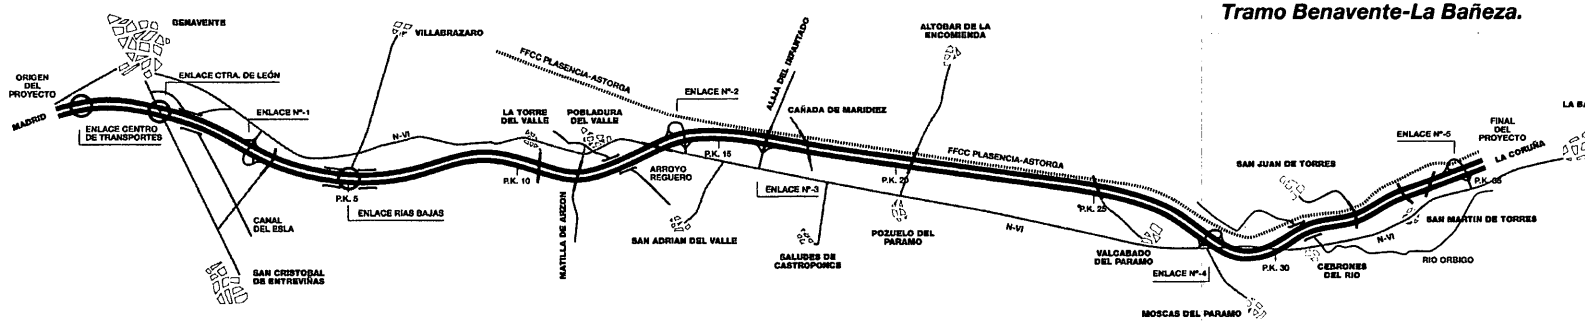 Tramo Benavente-La Bañeza.
BENAVENTE
VILLABRAZARO
ALTOBAR DE LA
ENCOMIENDA
ORIGEN
DEL
PROYECTO
MADRID
ENLACE CTRA. DE LEÓN
ENLACE Nº-1
ENLACE CENTRO
DE TRANSPORTES
CANAL
DEL ESLA
SAN CRISTOBAL
DE ENTREVIÑAS
N-VI
P.K. 5
ENLACE RIAS BAJAS
FFCC PLASENCIA-ASTORGA
LA TORRE
DEL VALLE
POBLADURA
DEL VALLE
P.K. 10
MATILLA DE ARZON
ARROYO
REGUERO
SAN ADRIAN DEL VALLE
ENLACE Nº-2
P.K. 15
ALIJA DEL INFANTADO
CAÑADA DE MARIDIEZ
ENLACE Nº-3
SALUDES DE
CASTROPONCE
P.K. 20
POZUELO DEL
PARAMO
FFCC PLASENCIA-ASTORGA
N-VI
P.K. 25
VALCABADO
DEL PARAMO
ENLACE Nº-4
MOSCAS DEL PARAMO
P.K. 30
SAN JUAN DE TORRES
CEBRONES
DEL RIO
N-VI
RIO ORBIGO
SAN MARTIN DE TORRES
ENLACE Nº-5
FINAL
DEL
PROYECTO
LA CORUÑA
P.K. 35
LA BA